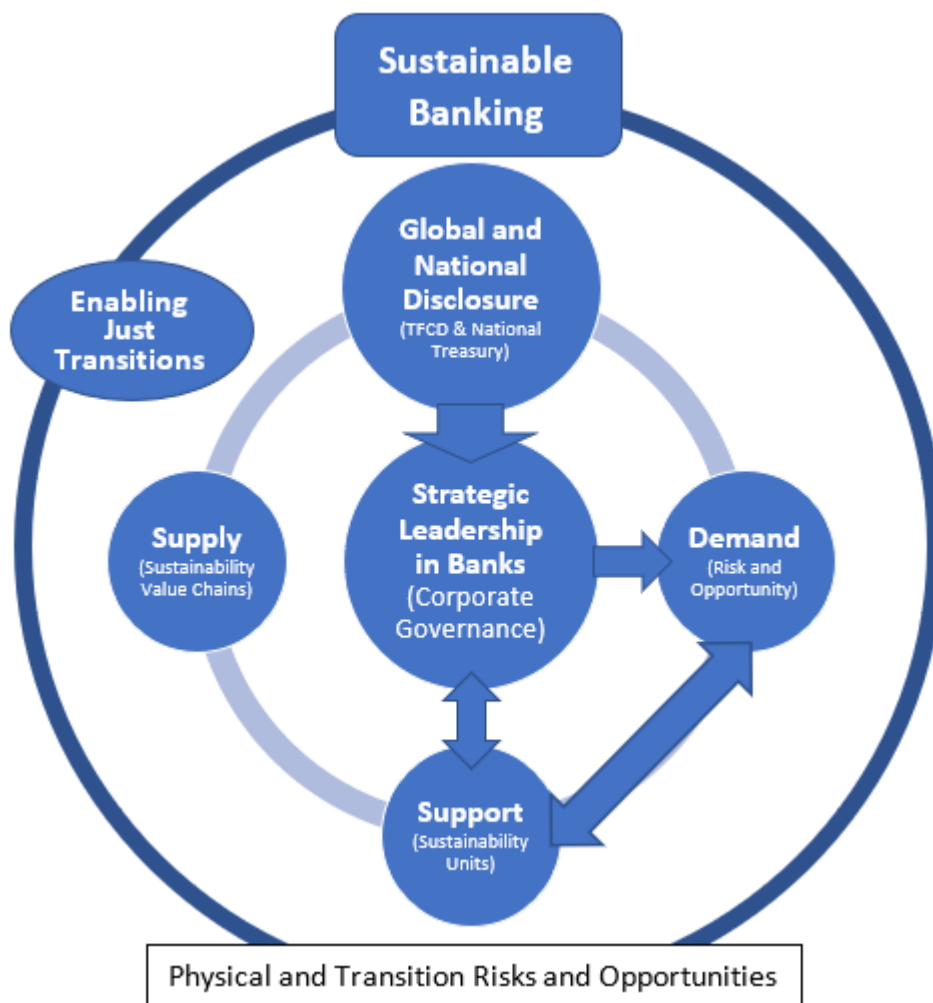 Sustainable
Banking
Global and
National
Disclosure
(TFCD & National
Treasury)
Enabling
Just
Transitions
Strategic
Leadership
in Banks
(Corporate
Governance)
Supply
(Sustainability
Value Chains)
Demand
(Risk and
Opportunity)
Support
(Sustainability
Units)
Physical and Transition Risks and Opportunities